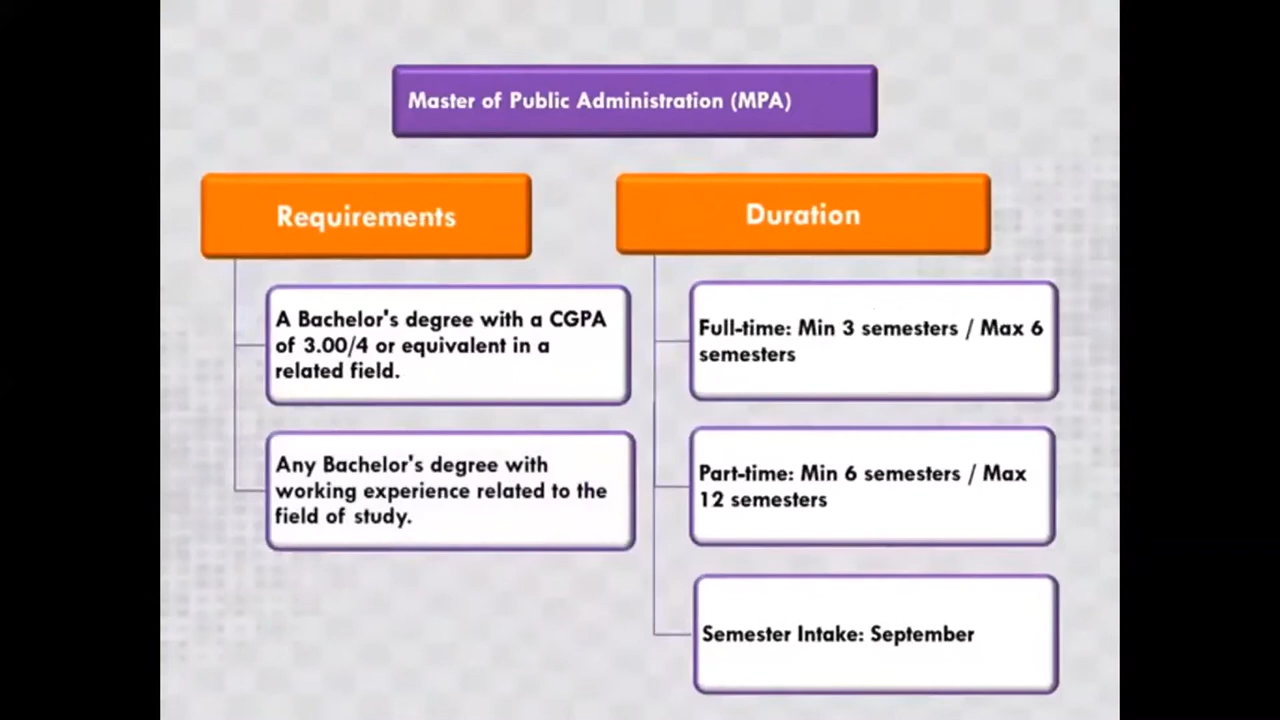 Master of Public Administration (MPA)
Requirements
A Bachelor's degree with a CGPA
of 3.00/4 or equivalent in a
related field.
Any Bachelor's degree with
working experience related to the
field of study.
Duration
Full-time: Min 3 semesters / Max 6
semesters
Part-time: Min 6 semesters / Max
12 semesters
Semester Intake: September